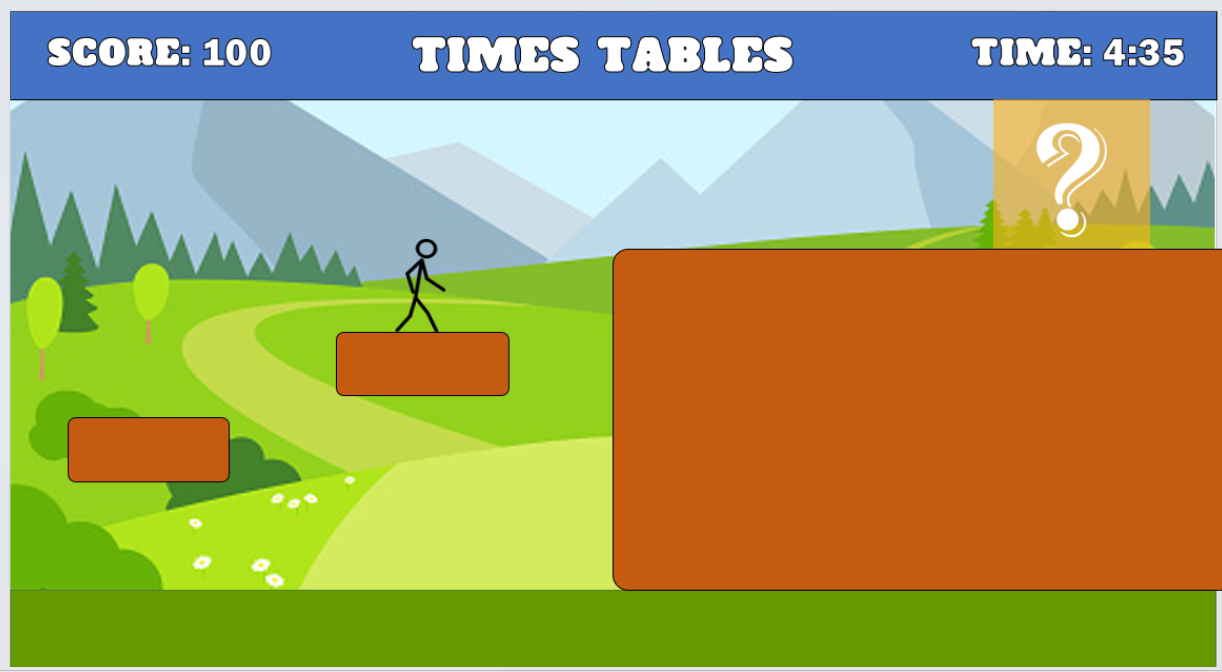 SCORE: 100
TIMES TABLES
TIME: 4:35
?